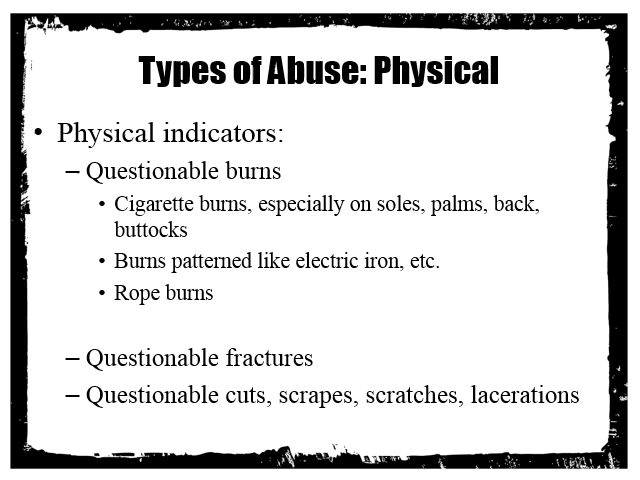 Types of Abuse: Physical
• Physical indicators:
– Questionable burns
• Cigarette burns, especially on soles, palms, back,
buttocks
• Burns patterned like electric iron, etc.
• Rope burns
– Questionable fractures
– Questionable cuts, scrapes, scratches, lacerations